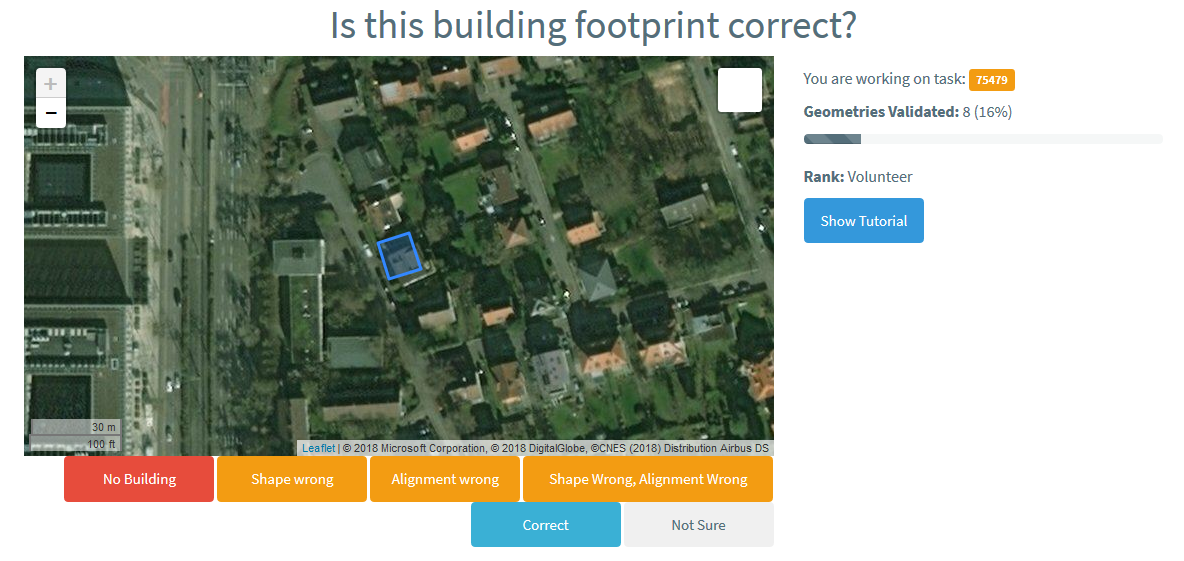 Is this building footprint correct?
+
−
You are working on task: 75479
Geometries Validated: 8 (16%)
Rank: Volunteer
Show Tutorial
30 m
100 ft
Leaflet | © 2018 Microsoft Corporation, © 2018 DigitalGlobe, ©CNES (2018) Distribution Airbus DS
No Building
Shape wrong
Alignment wrong
Shape Wrong, Alignment Wrong
Correct
Not Sure